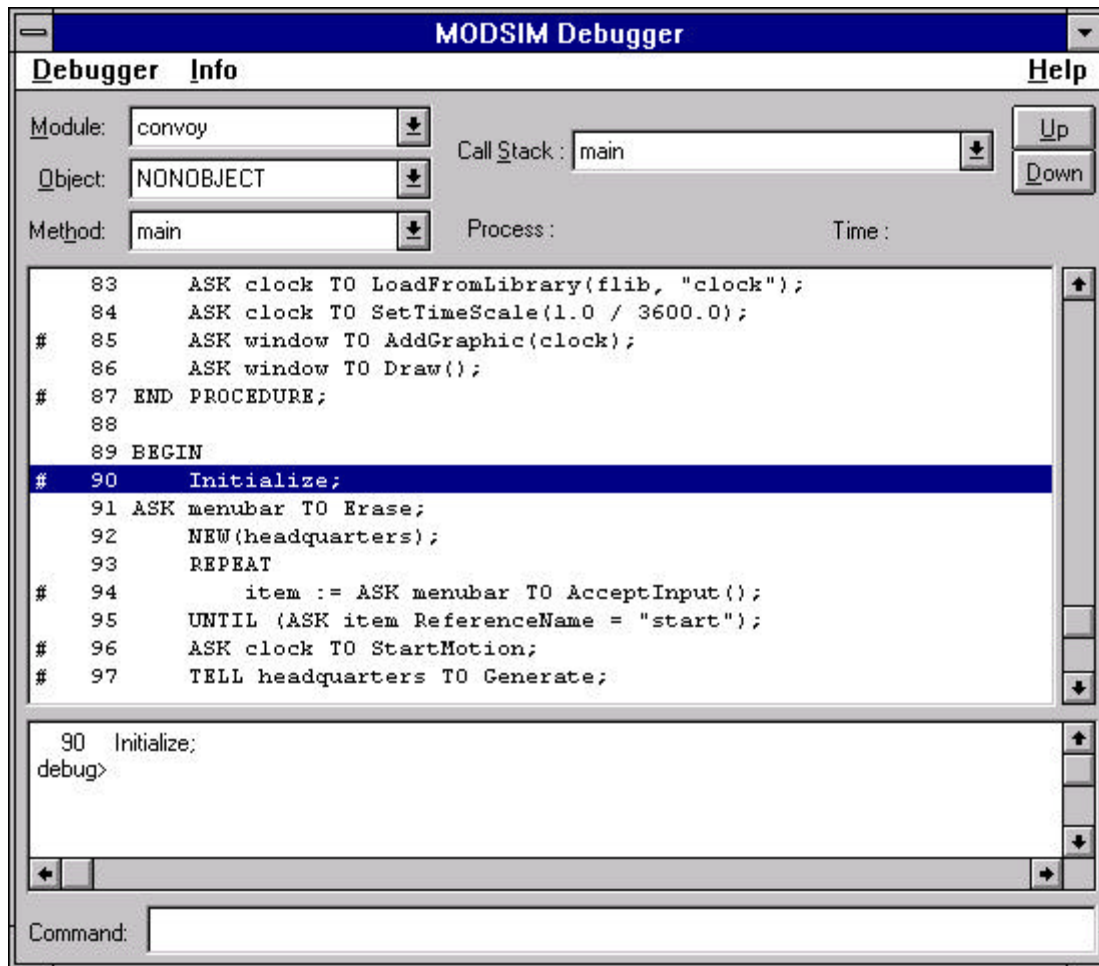 MODSIM Debugger
Debugger Info Help
Module: convoy
Call Stack : main
Up
Object: NONOBJECT
Down
Method: main
Process :
Time :
83 ASK clock TO LoadFromLibrary(flib, "clock");
84 ASK clock TO SetTimeScale(1.0 / 3600.0);
# 85 ASK window TO AddGraphic(clock);
86 ASK window TO Draw();
# 87 END PROCEDURE;
88
89 BEGIN
# 90 Initialize;
91 ASK menubar TO Erase;
92 NEW(headquarters);
93 REPEAT
# 94 item := ASK menubar TO AcceptInput();
95 UNTIL (ASK item ReferenceName = "start");
# 96 ASK clock TO StartMotion;
# 97 TELL headquarters TO Generate;
90 Initialize;
debug>
Command: